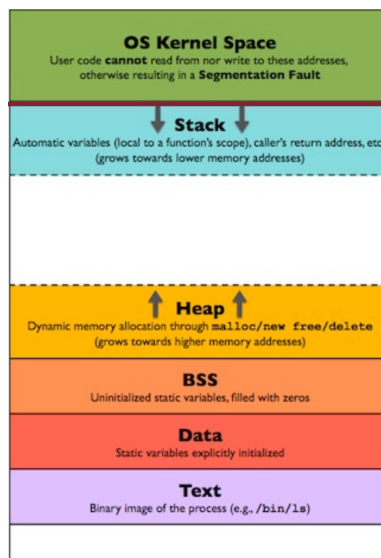 OS Kernel Space
User code cannot read from nor write to these addresses,
otherwise resulting in a Segmentation Fault
Stack
Automatic variables (local to a function's scope), caller's return address, etc
(grows towards lower memory addresses)
Heap
Dynamic memory allocation through malloc/new free/delete
(grows towards higher memory addresses)
BSS
Uninitialized static variables, filled with zeros
Data
Static variables explicitly initialized
Text
Binary image of the process (e.g., /bin/ls)